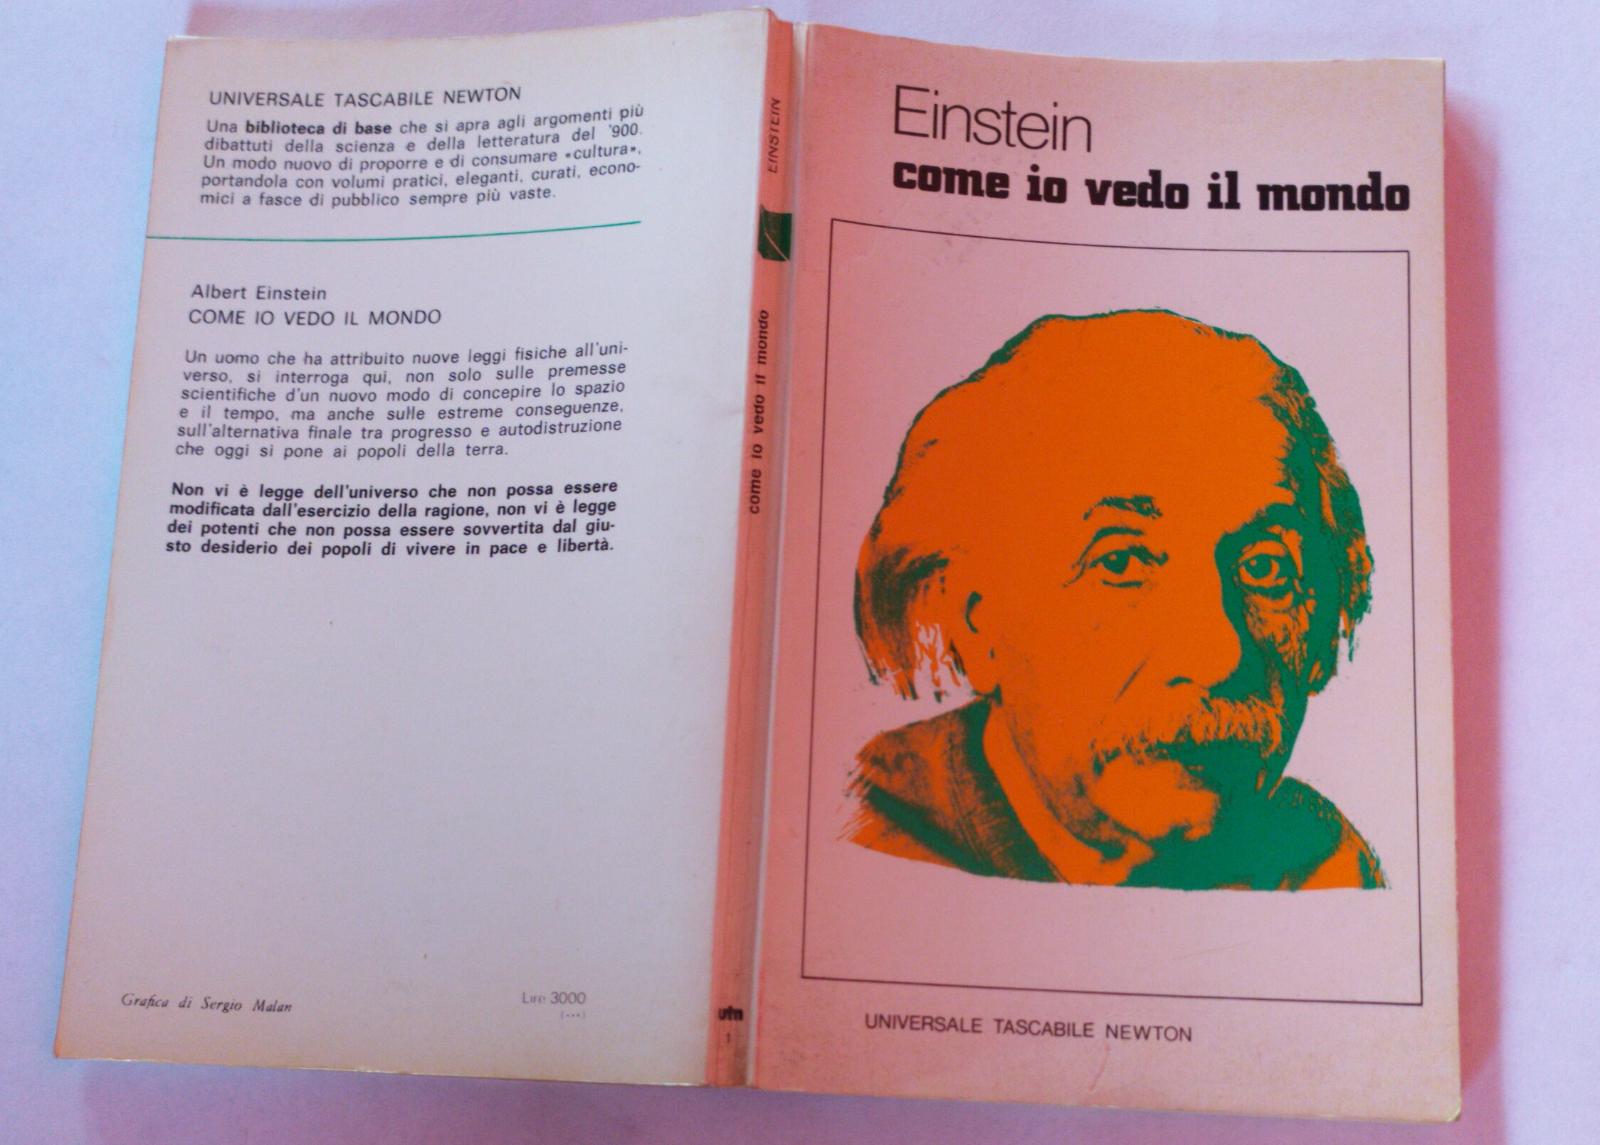 UNIVERSALE TASCABILE NEWTON
Una biblioteca di base che si apra agli argomenti più
dibattuti della scienza e della letteratura del '900.
Un modo nuovo di proporre e di consumare «cultura»,
portandola con volumi pratici, eleganti, curati, econo-
mici a fasce di pubblico sempre più vaste.
Albert Einstein
COME IO VEDO IL MONDO
Un uomo che ha attribuito nuove leggi fisiche all'uni-
verso, si interroga qui, non solo sulle premesse
scientifiche d'un nuovo modo di concepire lo spazio
e il tempo, ma anche sulle estreme conseguenze,
sull'alternativa finale tra progresso e autodistruzione
che oggi si pone ai popoli della terra.
Non vi è legge dell'universo che non possa essere
modificata dall'esercizio della ragione, non vi è legge
dei potenti che non possa essere sovvertita dal giu-
sto desiderio dei popoli di vivere in pace e libertà.
Grafica di Sergio Malan
Lire 3000
(...)
EINSTEIN
come io vedo il mondo
utn
1
Einstein
come io vedo il mondo
UNIVERSALE TASCABILE NEWTON